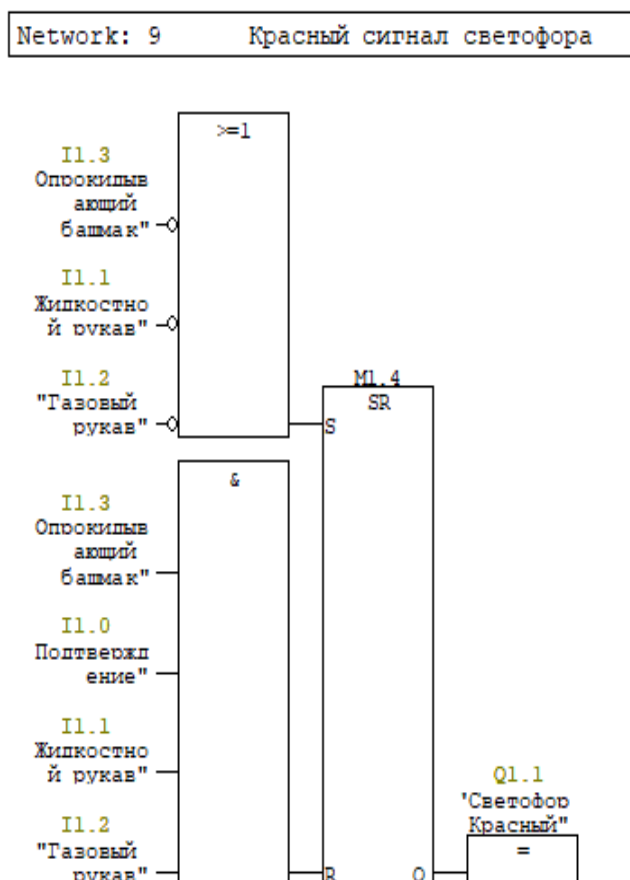 Network: 9 Красный сигнал светофора
>=1
I1.3
Опрокидыв
ающий
башмак"
I1.1
Жидкостно
й рукав"
I1.2
"Газовый
рукав"
M1.4
SR
S
&
I1.3
Опрокидыв
ающий
башмак"
I1.0
Подтвержд
ение"
I1.1
Жидкостно
й рукав"
I1.2
"Газовый
рукав"
R
Q
Q1.1
"Светофор
Красный"
=